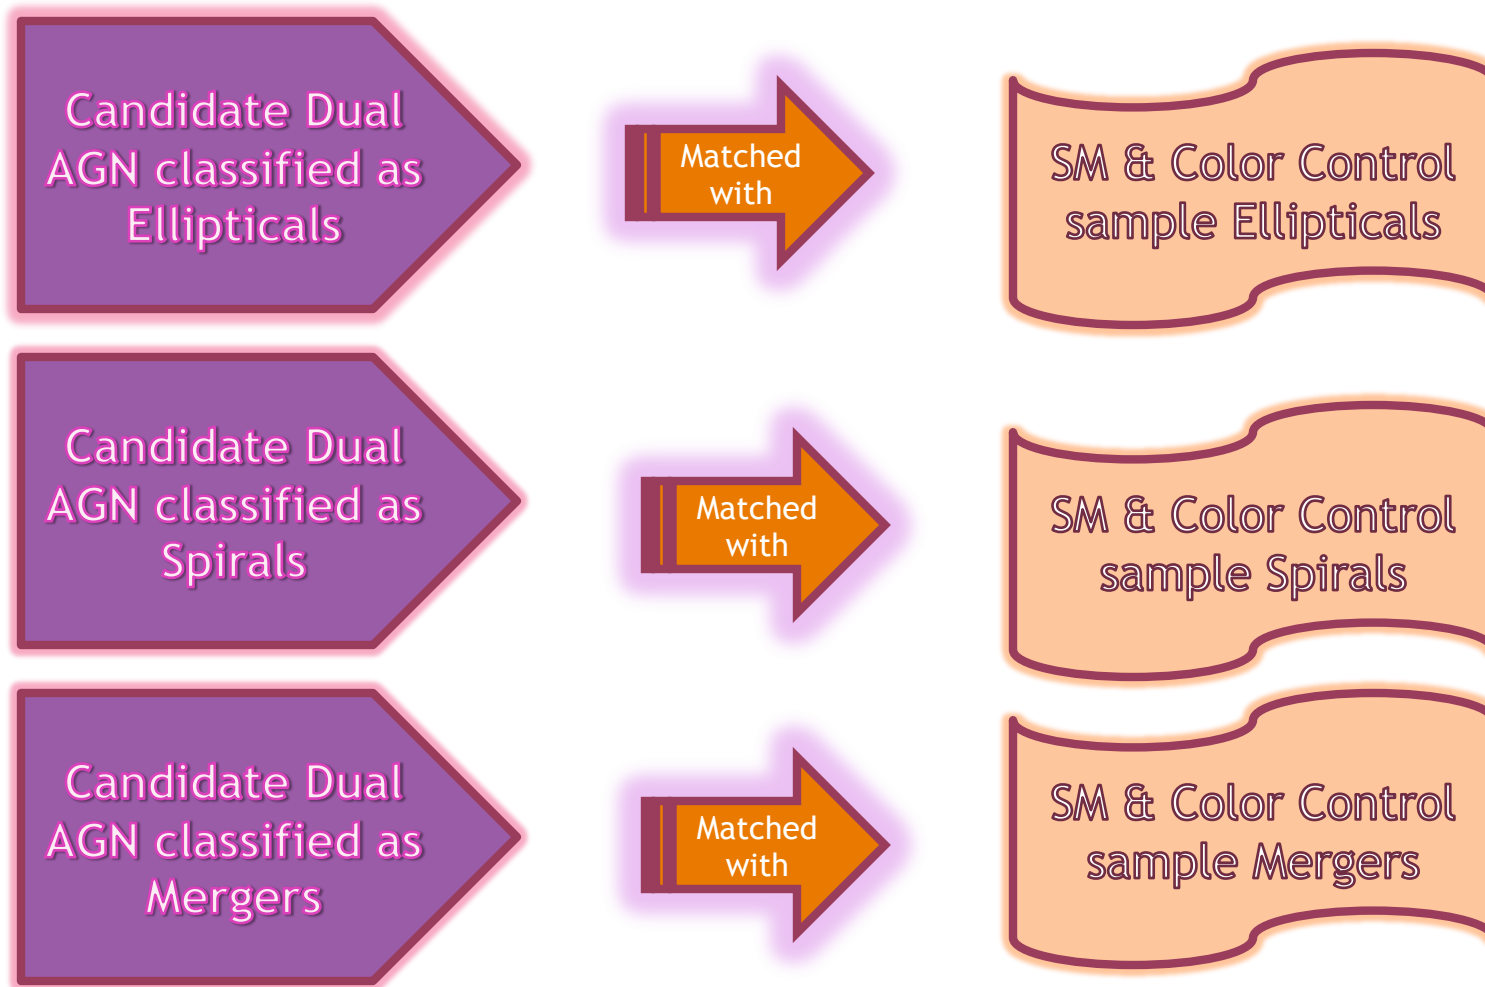 Candidate Dual
AGN classified as
Ellipticals
Matched
with
SM & Color Control
sample Ellipticals
Candidate Dual
AGN classified as
Spirals
Matched
with
SM & Color Control
sample Spirals
Candidate Dual
AGN classified as
Mergers
Matched
with
SM & Color Control
sample Mergers